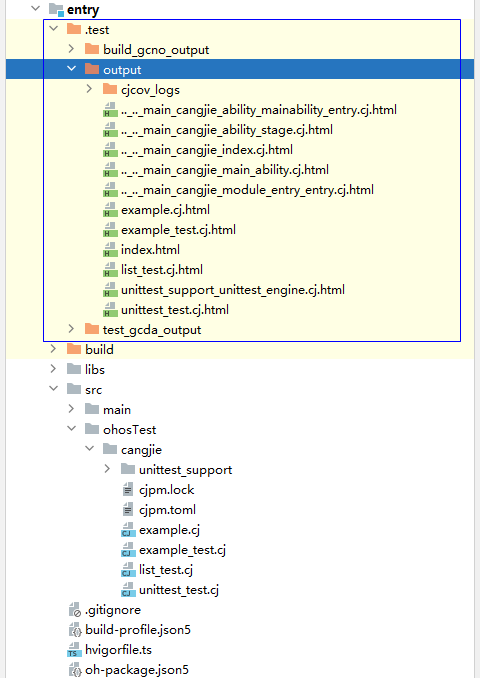 entry
.test
build_gcno_output
output
cjcov_logs
.._.._main_cangjie_ability_mainability_entry.cj.html
.._.._main_cangjie_ability_stage.cj.html
.._.._main_cangjie_index.cj.html
.._.._main_cangjie_main_ability.cj.html
.._.._main_cangjie_module_entry_entry.cj.html
example.cj.html
example_test.cj.html
index.html
list_test.cj.html
unittest_support_unittest_engine.cj.html
unittest_test.cj.html
test_gcda_output
build
libs
src
main
ohosTest
cangjie
unittest_support
cjpm.lock
cjpm.toml
example.cj
example_test.cj
list_test.cj
unittest_test.cj
.gitignore
build-profile.json5
hvigorfile.ts
oh-package.json5